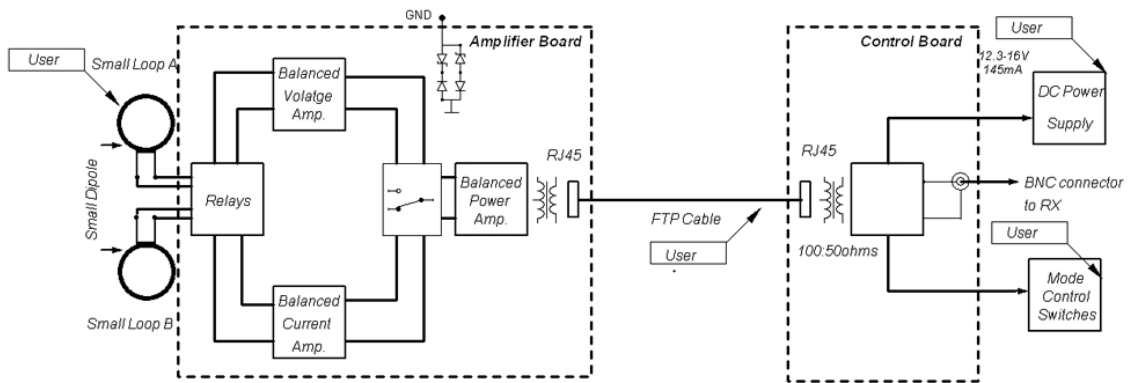 GND
Amplifier Board
Control Board
User
12.3-16V
145mA
User
Small Loop A
Balanced
Volatge
Amp.
DC Power
Supply
RJ45
RJ45
Small Dipole
Relays
Balanced
Power
Amp.
BNC connector
to RX
FTP Cable
User
User
100:50ohms
Mode
Control
Switches
Balanced
Current
Amp.
Small Loop B